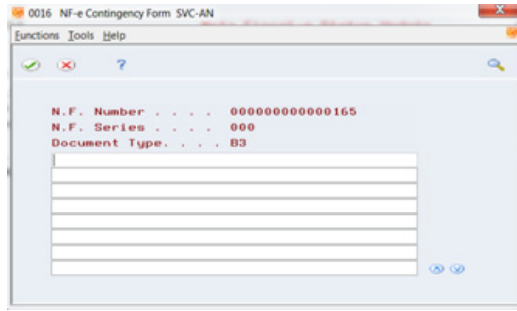 0016 NF-e Contingency Form SVC-AN
Functions Tools Help
?
N.F. Number . . . . 000000000000165
N.F. Series . . . . 000
Document Type. . . . B3